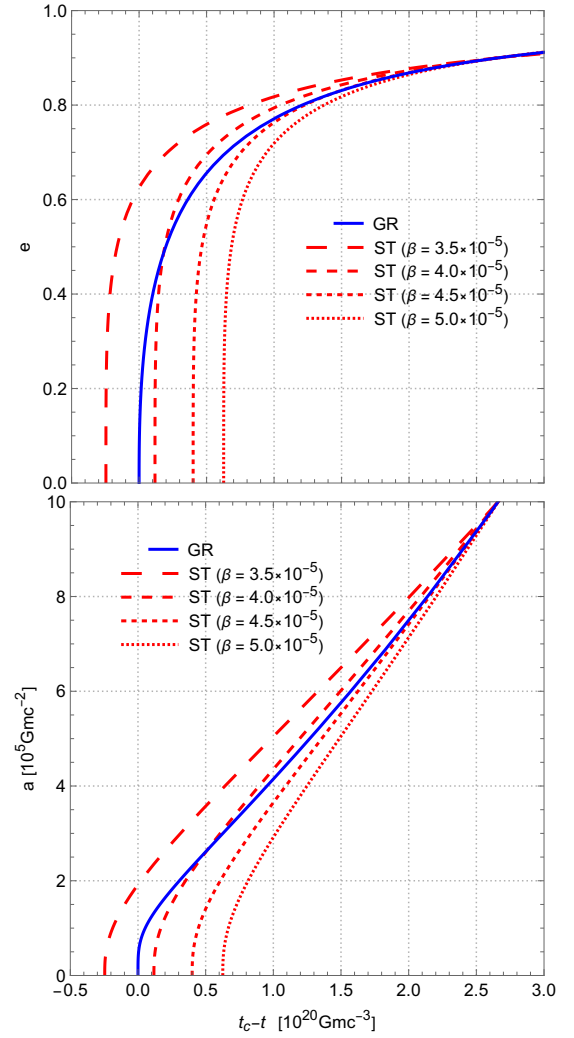 1.0
0.8
0.6
0.4
0.2
0.0
e
GR
ST (β = 3.5×10⁻⁵)
ST (β = 4.0×10⁻⁵)
ST (β = 4.5×10⁻⁵)
ST (β = 5.0×10⁻⁵)
10
8
6
4
2
0
a [10⁵Gmc⁻²]
GR
ST (β = 3.5×10⁻⁵)
ST (β = 4.0×10⁻⁵)
ST (β = 4.5×10⁻⁵)
ST (β = 5.0×10⁻⁵)
−0.5 0.0 0.5 1.0 1.5 2.0 2.5 3.0
t_c−t [10²⁰Gmc⁻³]